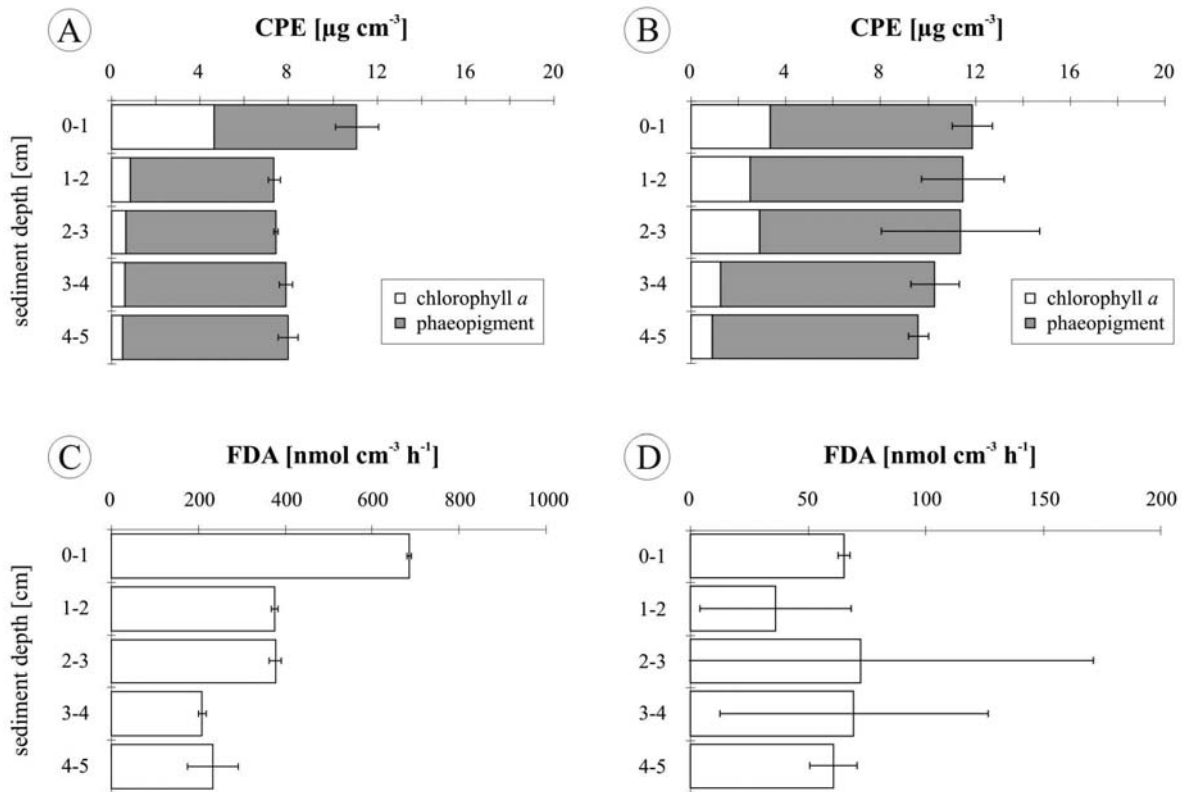 A
CPE [µg cm⁻³]
0 4 8 12 16 20
sediment depth [cm]
0-1
1-2
2-3
3-4
4-5
chlorophyll a
phaeopigment
B
CPE [µg cm⁻³]
0 4 8 12 16 20
0-1
1-2
2-3
3-4
4-5
chlorophyll a
phaeopigment
C
FDA [nmol cm⁻³ h⁻¹]
0 200 400 600 800 1000
sediment depth [cm]
0-1
1-2
2-3
3-4
4-5
D
FDA [nmol cm⁻³ h⁻¹]
0 50 100 150 200
0-1
1-2
2-3
3-4
4-5